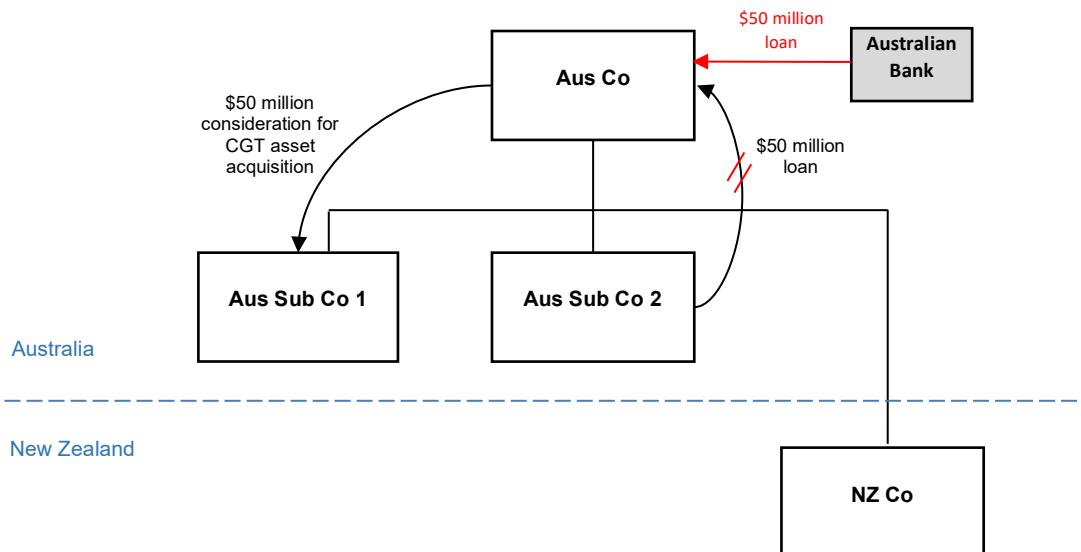 $50 million
loan
Australian
Bank
Aus Co
$50 million
consideration for
CGT asset
acquisition
$50 million
loan
Aus Sub Co 1
Aus Sub Co 2
Australia
New Zealand
NZ Co